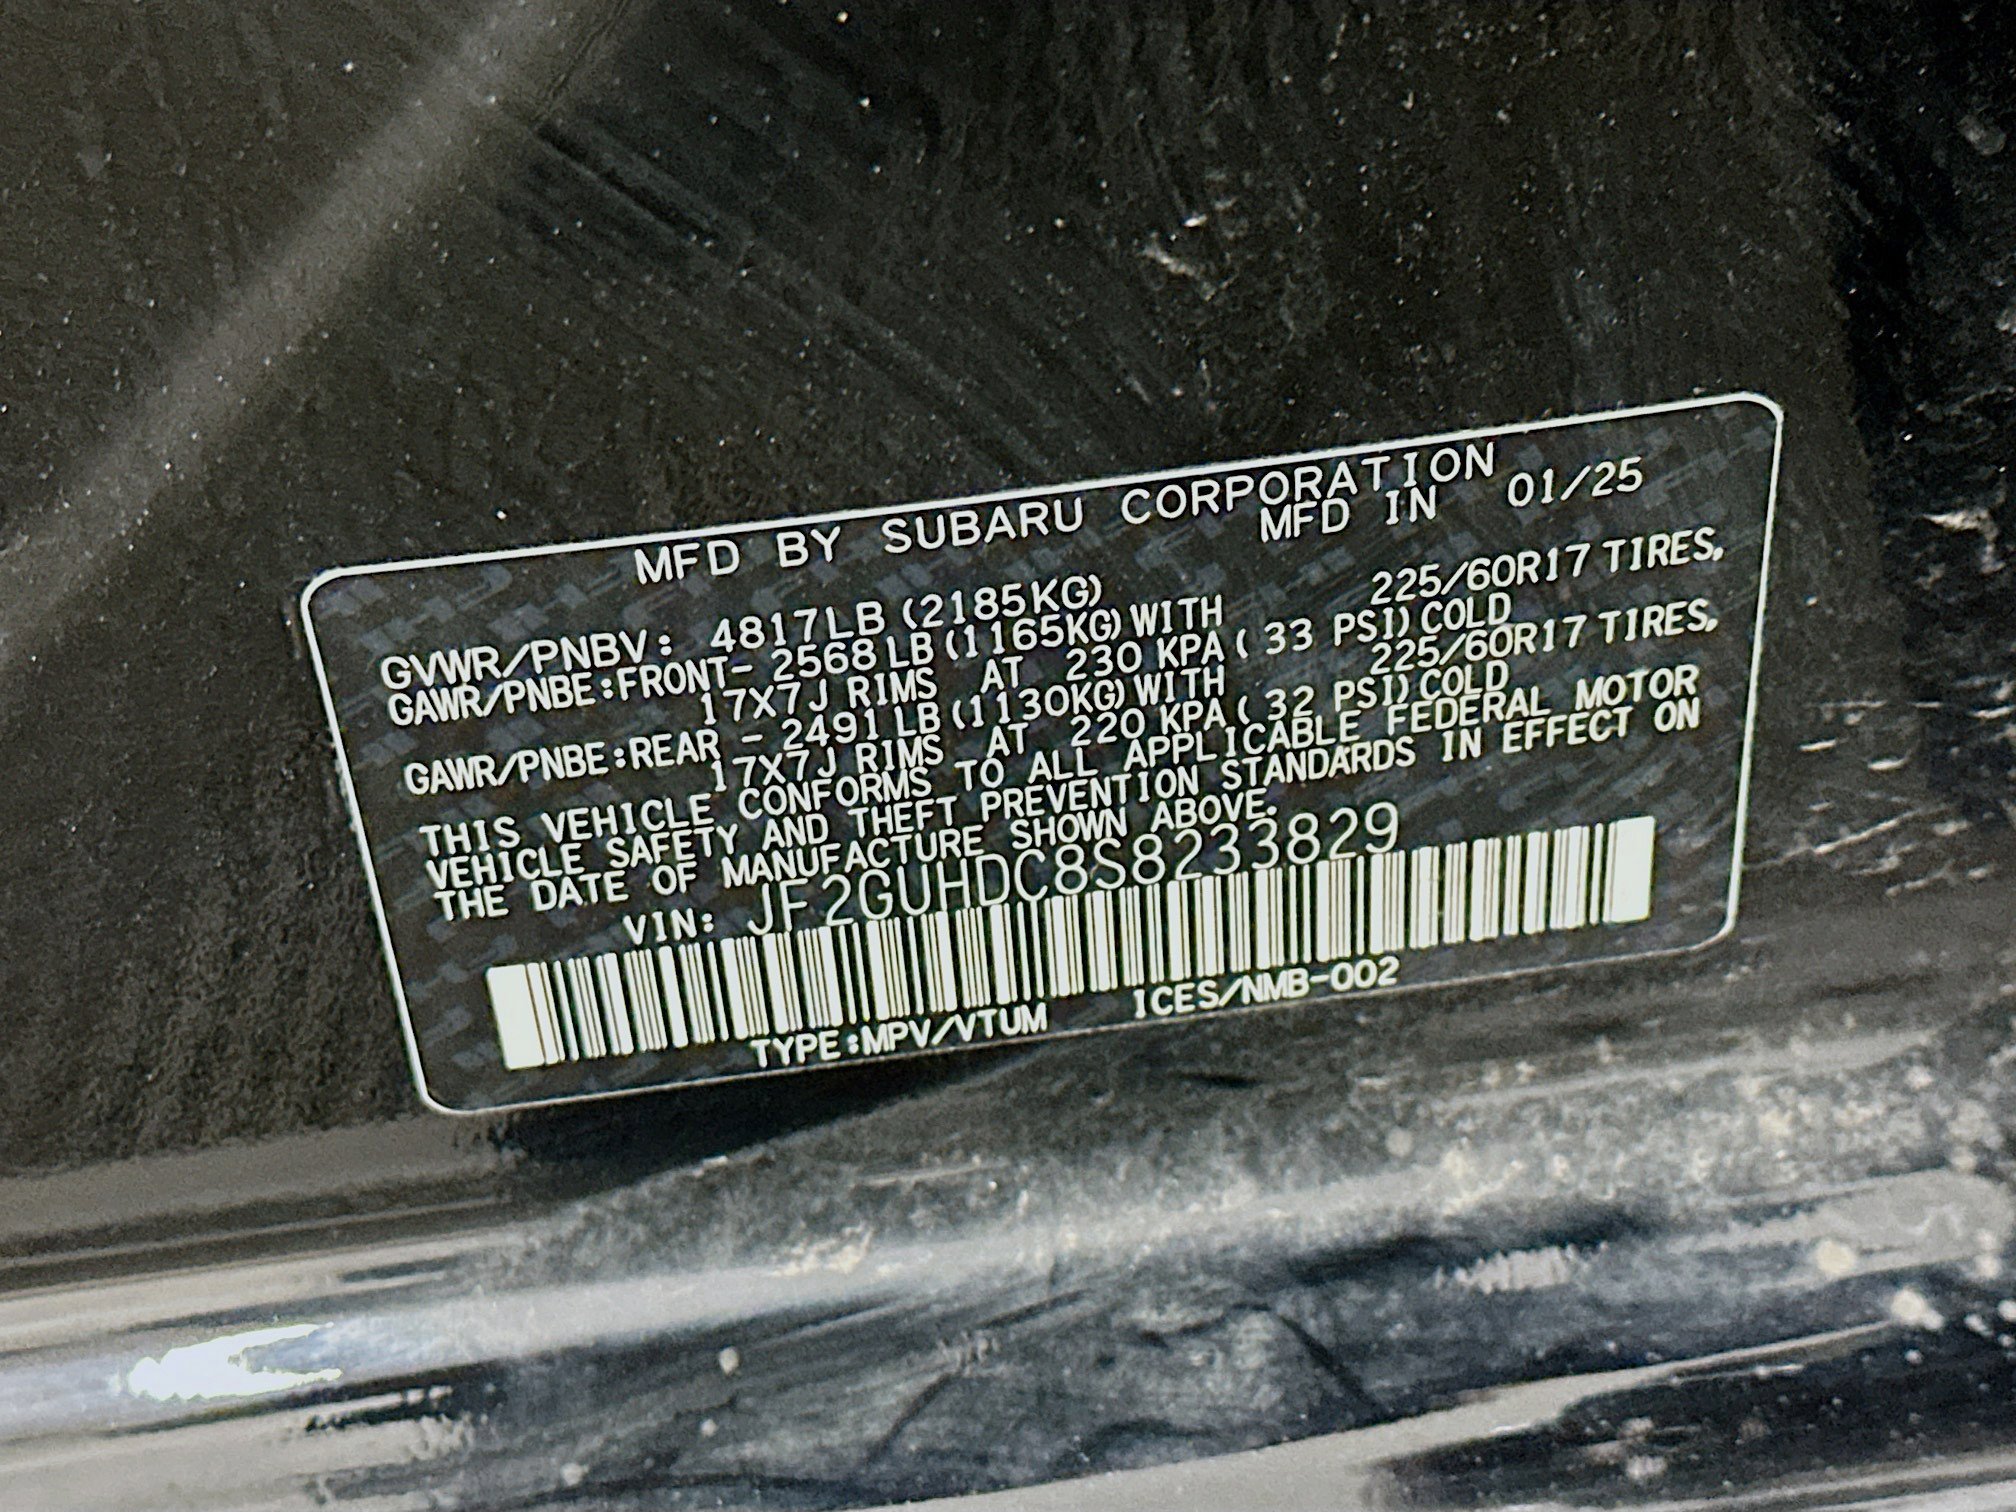 MFD BY SUBARU CORPORATION
MFD IN 01/25
GVWR/PNBV: 4817LB (2185KG)
GAWR/PNBE:FRONT- 2568 LB (1165KG) WITH 225/60R17 TIRES,
17X7J RIMS AT 230 KPA ( 33 PSI) COLD
GAWR/PNBE:REAR - 2491 LB (1130KG) WITH 225/60R17 TIRES,
17X7J RIMS AT 220 KPA ( 32 PSI) COLD
THIS VEHICLE CONFORMS TO ALL APPLICABLE FEDERAL MOTOR
VEHICLE SAFETY AND THEFT PREVENTION STANDARDS IN EFFECT ON
THE DATE OF MANUFACTURE SHOWN ABOVE.
VIN: JF2GUHDC8S8233829
TYPE:MPV/VTUM ICES/NMB-002